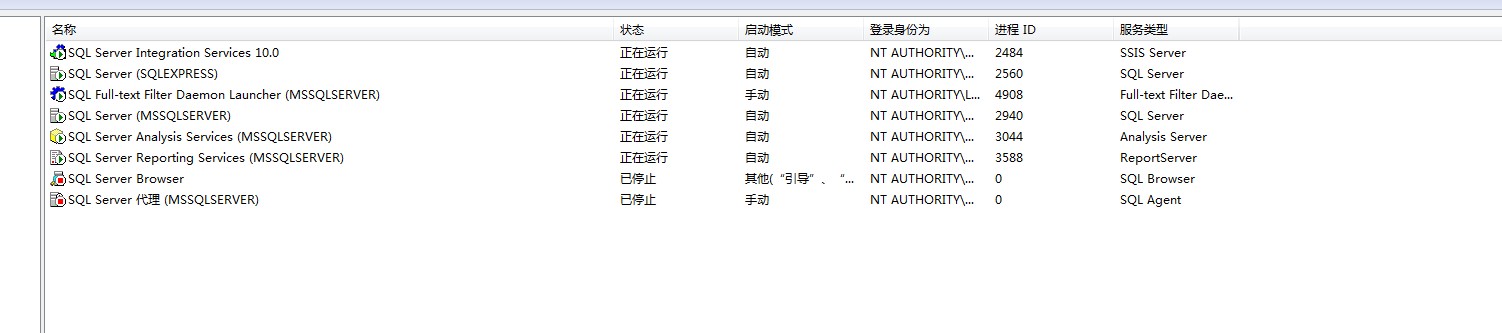 名称 状态 启动模式 登录身份为 进程 ID 服务类型
SQL Server Integration Services 10.0 正在运行 自动 NT AUTHORITY\... 2484 SSIS Server
SQL Server (SQLEXPRESS) 正在运行 自动 NT AUTHORITY\... 2560 SQL Server
SQL Full-text Filter Daemon Launcher (MSSQLSERVER) 正在运行 手动 NT AUTHORITY\L... 4908 Full-text Filter Dae...
SQL Server (MSSQLSERVER) 正在运行 自动 NT AUTHORITY\... 2940 SQL Server
SQL Server Analysis Services (MSSQLSERVER) 正在运行 自动 NT AUTHORITY\... 3044 Analysis Server
SQL Server Reporting Services (MSSQLSERVER) 正在运行 自动 NT AUTHORITY\... 3588 ReportServer
SQL Server Browser 已停止 其他(“引导”、“... NT AUTHORITY\... 0 SQL Browser
SQL Server 代理 (MSSQLSERVER) 已停止 手动 NT AUTHORITY\... 0 SQL Agent